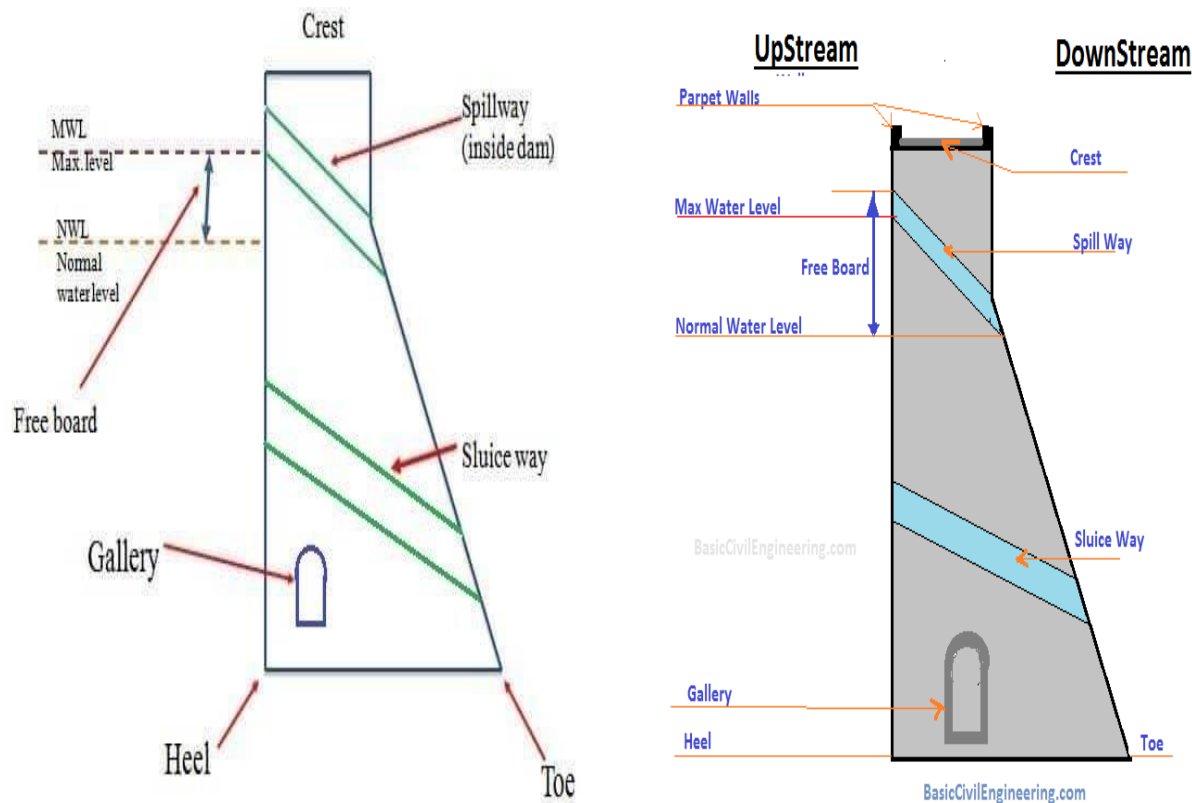 Crest
MWL
Max. level
NWL
Normal
water level
Spillway
(inside dam)
Free board
Sluice way
Gallery
Heel
Toe
UpStream
DownStream
Parpet Walls
Crest
Max Water Level
Spill Way
Free Board
Normal Water Level
BasicCivilEngineering.com
Sluice Way
Gallery
Heel
Toe
BasicCivilEngineering.com